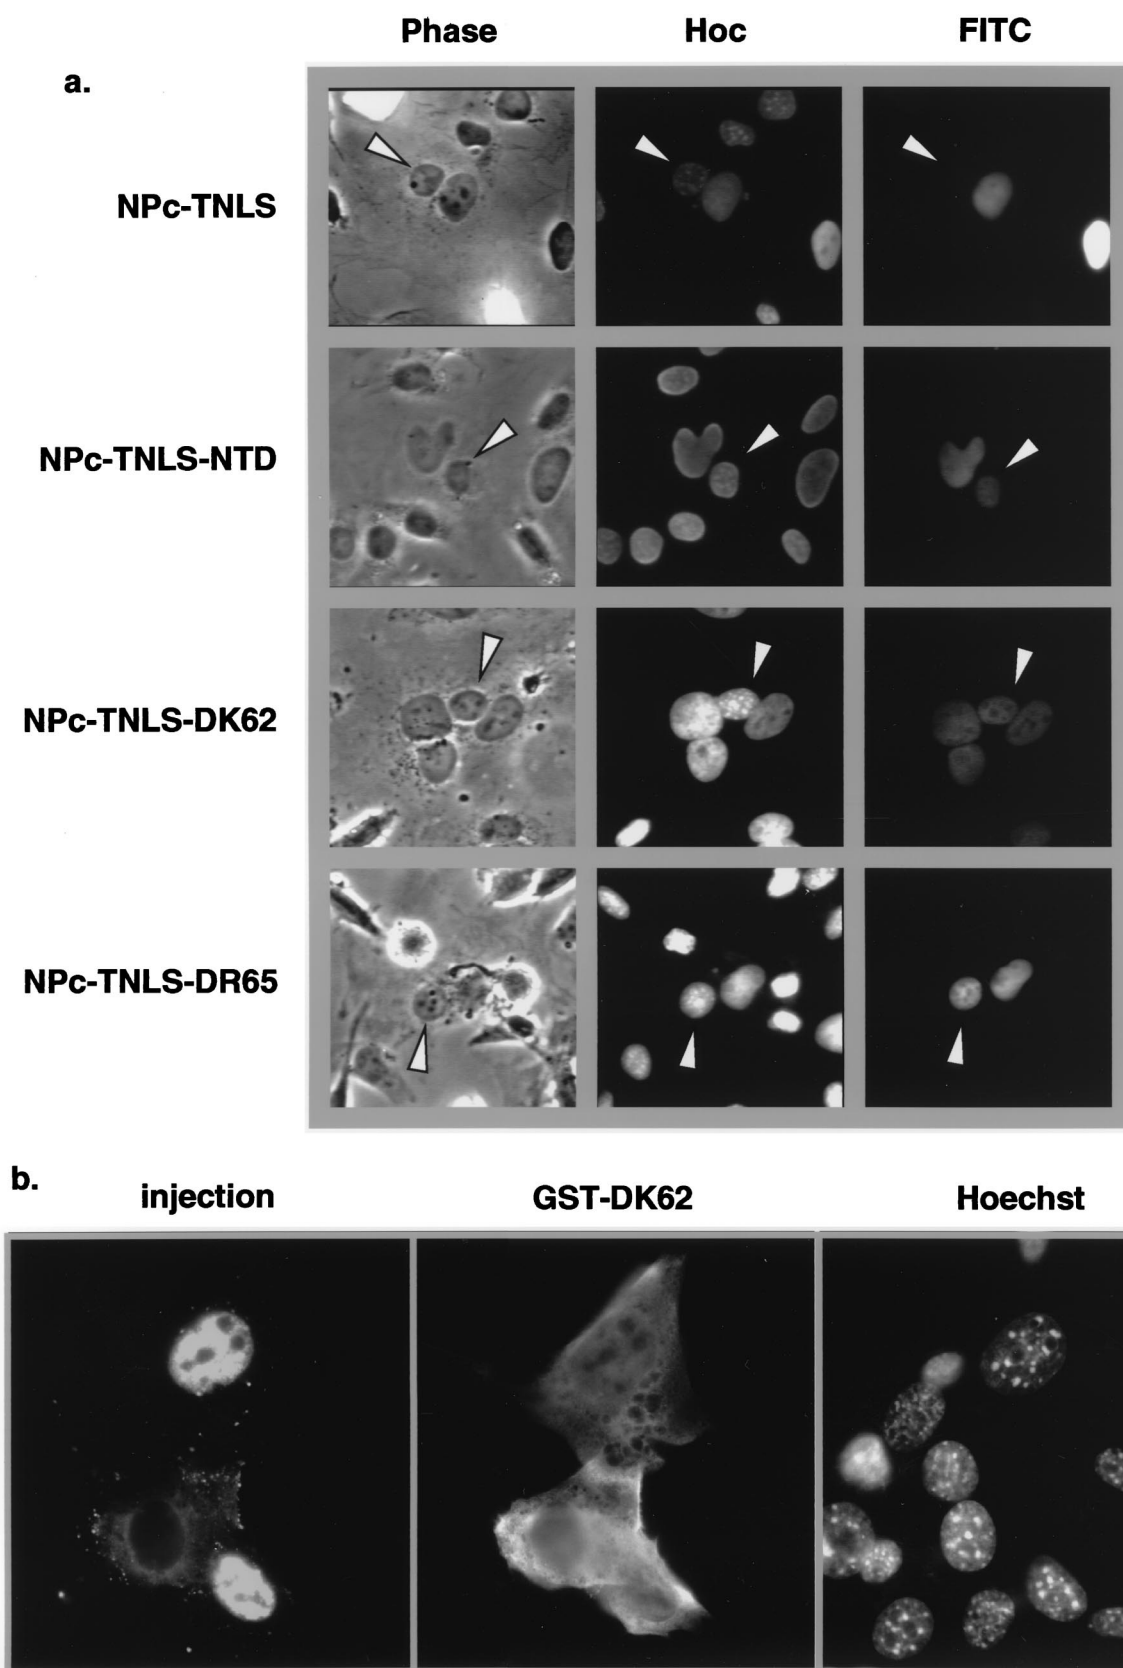 Phase Hoc FITC
a.
NPc-TNLS
NPc-TNLS-NTD
NPc-TNLS-DK62
NPc-TNLS-DR65
b.
injection GST-DK62 Hoechst